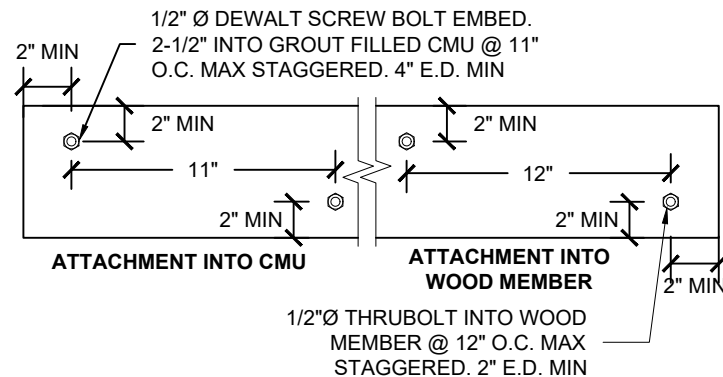 1/2" Ø DEWALT SCREW BOLT EMBED.
2-1/2" INTO GROUT FILLED CMU @ 11"
O.C. MAX STAGGERED. 4" E.D. MIN
2" MIN
2" MIN
2" MIN
11"
12"
2" MIN
2" MIN
ATTACHMENT INTO CMU
ATTACHMENT INTO
WOOD MEMBER
2" MIN
1/2"Ø THRUBOLT INTO WOOD
MEMBER @ 12" O.C. MAX
STAGGERED. 2" E.D. MIN